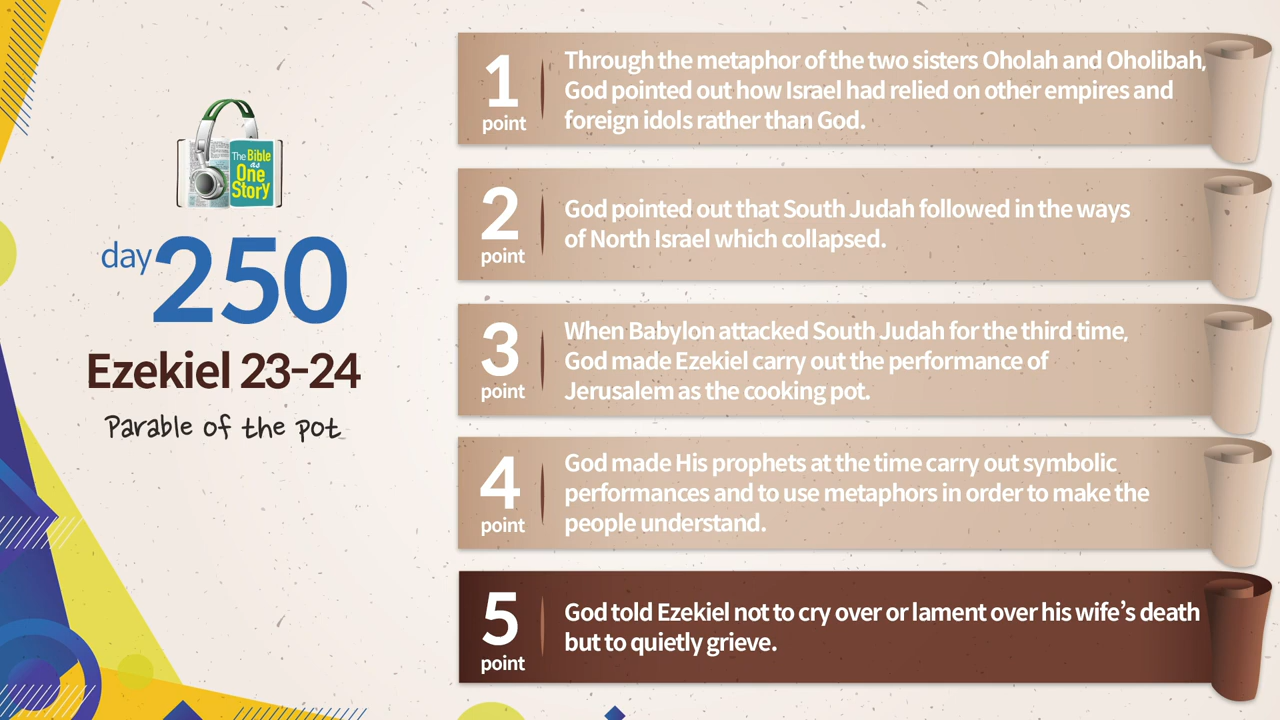 The Bible
as
One
Story
day 250
Ezekiel 23-24
Parable of the pot
1
point
Through the metaphor of the two sisters Oholah and Oholibah,
God pointed out how Israel had relied on other empires and
foreign idols rather than God.
2
point
God pointed out that South Judah followed in the ways
of North Israel which collapsed.
3
point
When Babylon attacked South Judah for the third time,
God made Ezekiel carry out the performance of
Jerusalem as the cooking pot.
4
point
God made His prophets at the time carry out symbolic
performances and to use metaphors in order to make the
people understand.
5
point
God told Ezekiel not to cry over or lament over his wife’s death
but to quietly grieve.